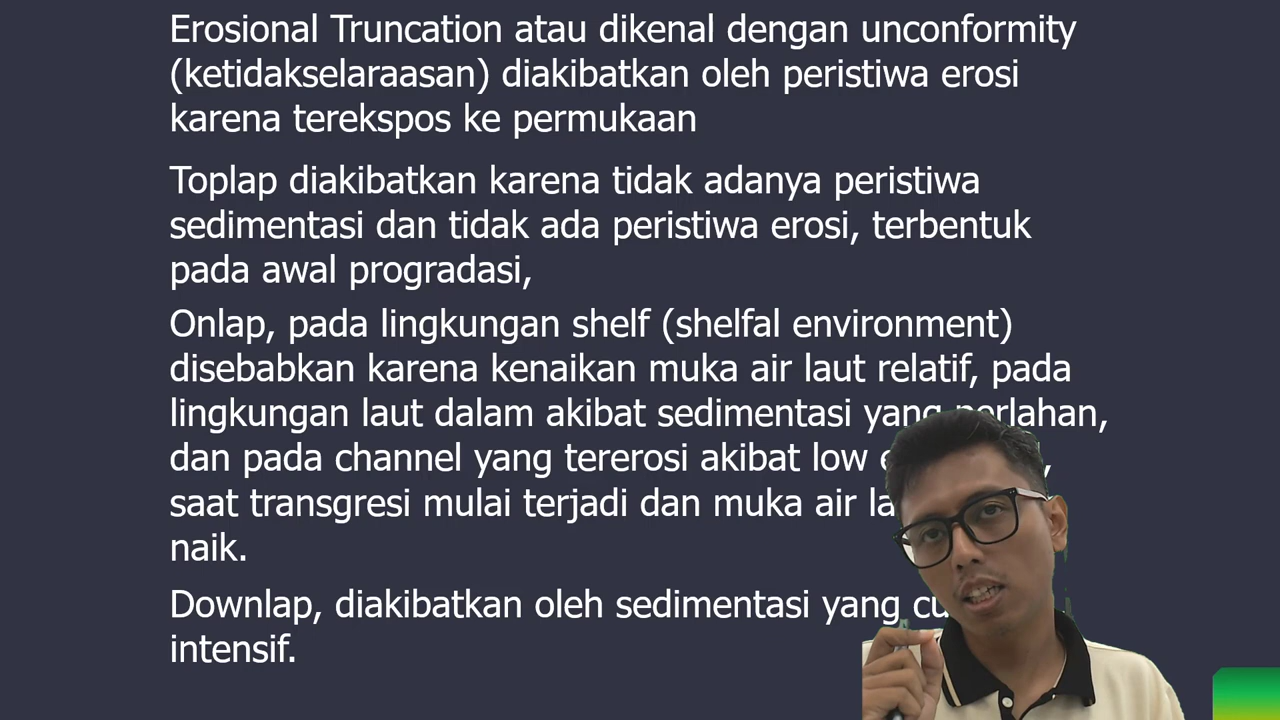 Erosional Truncation atau dikenal dengan unconformity
(ketidakselaraasan) diakibatkan oleh peristiwa erosi
karena terekspos ke permukaan
Toplap diakibatkan karena tidak adanya peristiwa
sedimentasi dan tidak ada peristiwa erosi, terbentuk
pada awal progradasi,
Onlap, pada lingkungan shelf (shelfal environment)
disebabkan karena kenaikan muka air laut relatif, pada
lingkungan laut dalam akibat sedimentasi yang perlahan,
dan pada channel yang tererosi akibat low
saat transgresi mulai terjadi dan muka air
naik.
Downlap, diakibatkan oleh sedimentasi yang
intensif.